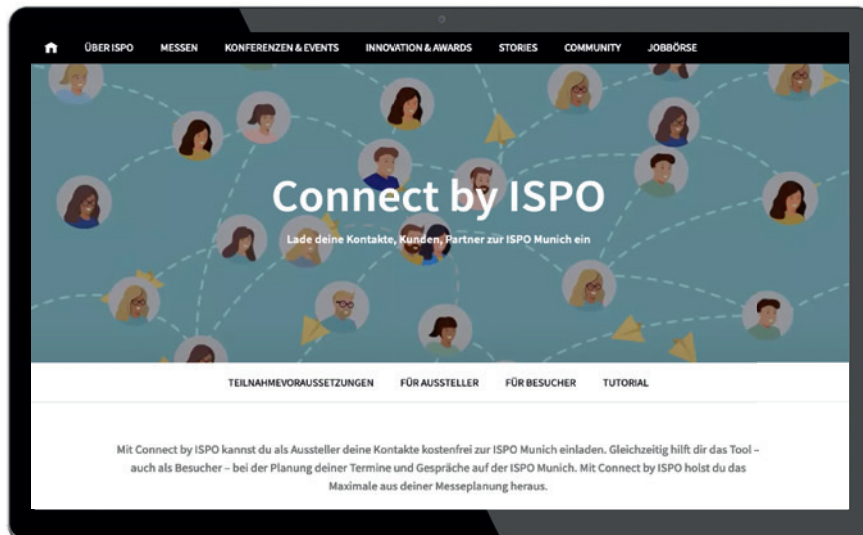 ÜBER ISPO MESSEN KONFERENZEN & EVENTS INNOVATION & AWARDS STORIES COMMUNITY JOBBÖRSE
Connect by ISPO
Lade deine Kontakte, Kunden, Partner zur ISPO Munich ein
TEILNAHMEVORAUSSETZUNGEN FÜR AUSSTELLER FÜR BESUCHER TUTORIAL
Mit Connect by ISPO kannst du als Aussteller deine Kontakte kostenfrei zur ISPO Munich einladen. Gleichzeitig hilft dir das Tool –
auch als Besucher – bei der Planung deiner Termine und Gespräche auf der ISPO Munich. Mit Connect by ISPO holst du das
Maximale aus deiner Messeplanung heraus.